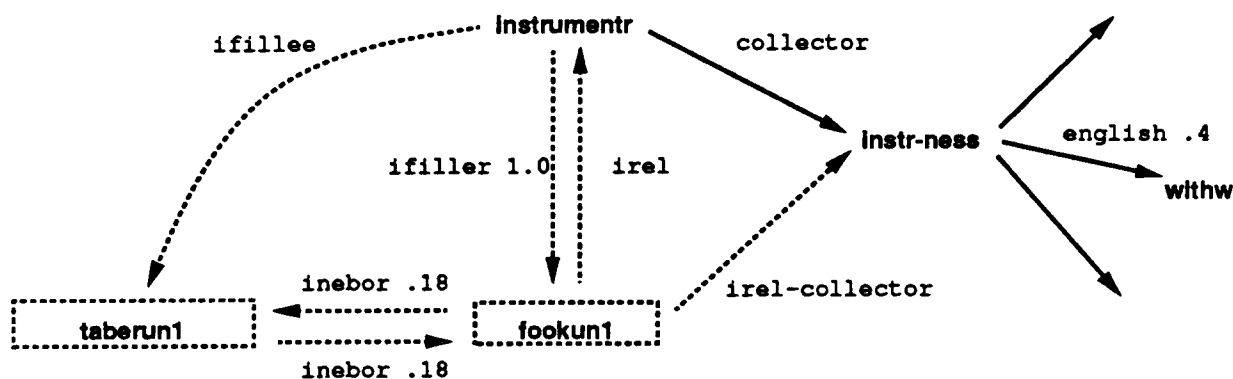 instrumentr
ifillee
collector
instr-ness
english .4
withw
ifiller 1.0
irel
inebor .18
irel-collector
taberun1
fookun1
inebor .18